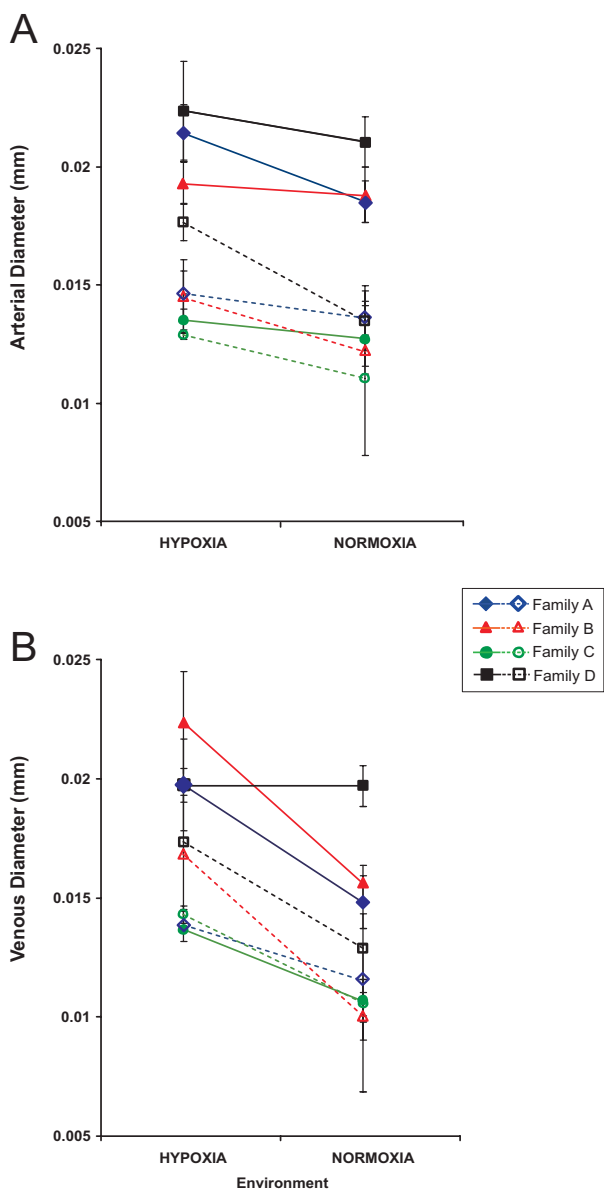 A
0.025
0.02
0.015
0.01
0.005
Arterial Diameter (mm)
HYPOXIA NORMOXIA
Family A
Family B
Family C
Family D
B
0.025
0.02
0.015
0.01
0.005
Venous Diameter (mm)
HYPOXIA NORMOXIA
Environment